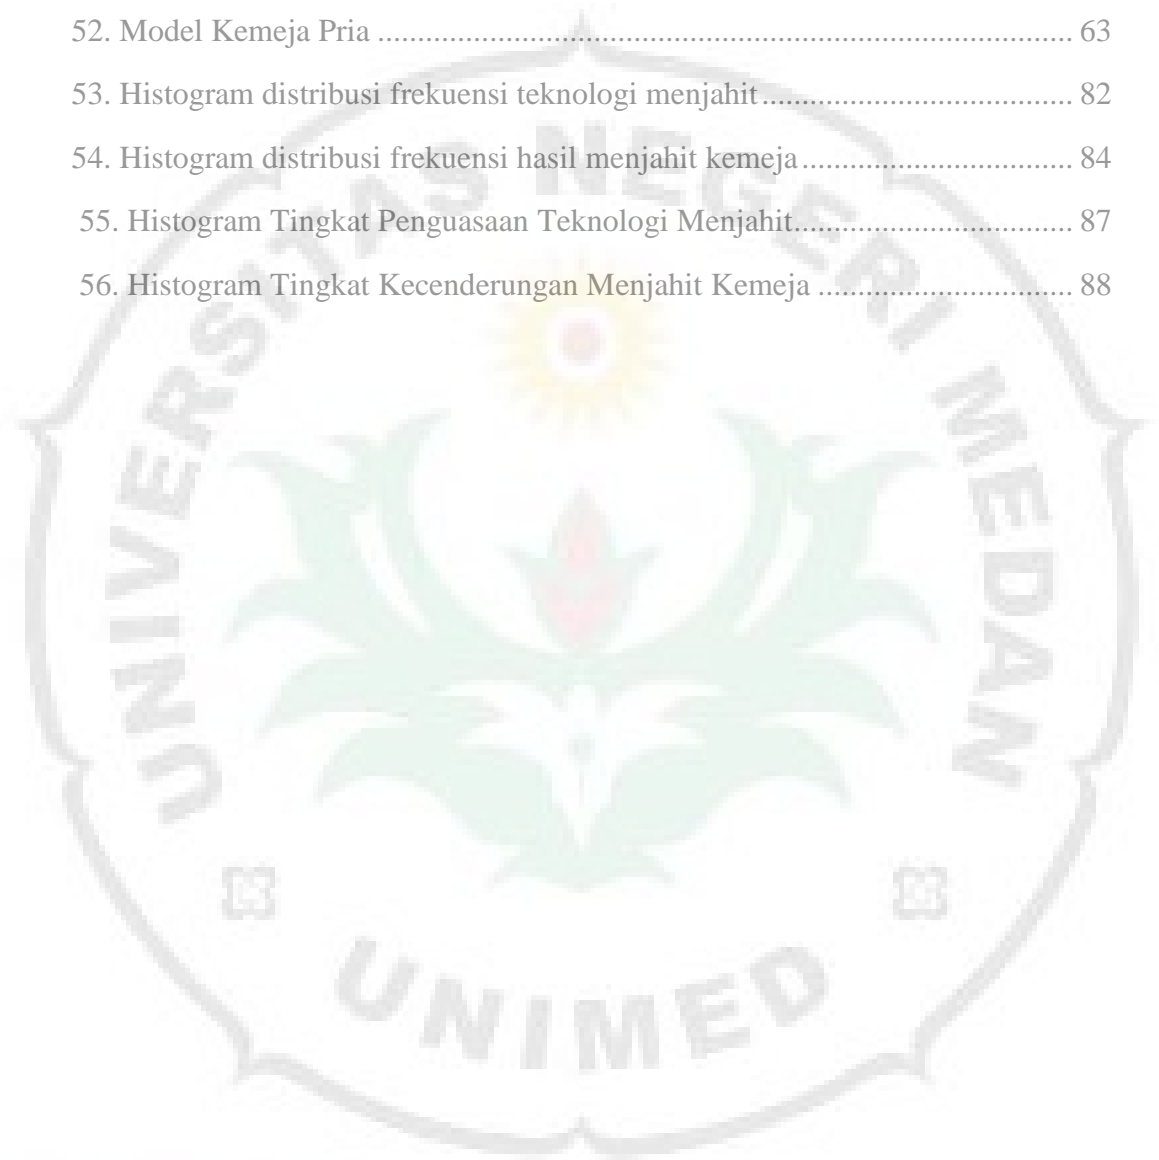 52. Model Kemeja Pria ........................................................................ 63
53. Histogram distribusi frekuensi teknologi menjahit ................................ 82
54. Histogram distribusi frekuensi hasil menjahit kemeja ............................ 84
55. Histogram Tingkat Penguasaan Teknologi Menjahit............................. 87
56. Histogram Tingkat Kecenderungan Menjahit Kemeja .......................... 88
UNIVERSITAS NEGERI MEDAN
UNIMED